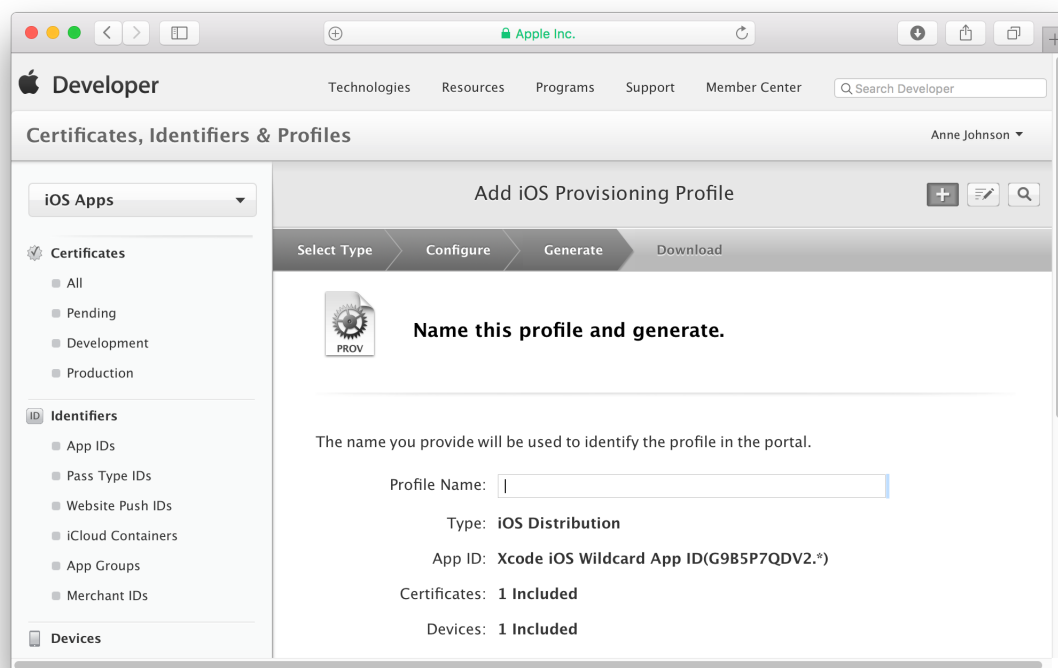 Apple Inc.
Developer
Technologies Resources Programs Support Member Center Search Developer
Certificates, Identifiers & Profiles
Anne Johnson
iOS Apps
Certificates
All
Pending
Development
Production
ID Identifiers
App IDs
Pass Type IDs
Website Push IDs
iCloud Containers
App Groups
Merchant IDs
Devices
Add iOS Provisioning Profile
Select Type Configure Generate Download
PROV
Name this profile and generate.
The name you provide will be used to identify the profile in the portal.
Profile Name:
Type: iOS Distribution
App ID: Xcode iOS Wildcard App ID(G9B5P7QDV2.*)
Certificates: 1 Included
Devices: 1 Included